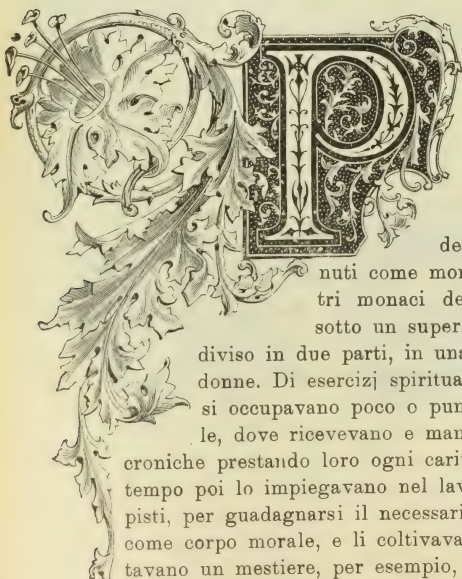 P
de
nuti come mon
tri monaci de
sotto un super
diviso in due parti, in una
donne. Di esercizj spiritua
si occupavano poco o pun
le, dove ricevevano e man
croniche prestando loro ogni cari
tempo poi lo impiegavano nel lav
pisti, per guadagnarsi il necessari
come corpo morale, e li coltivava
tavano un mestiere, per esempio,